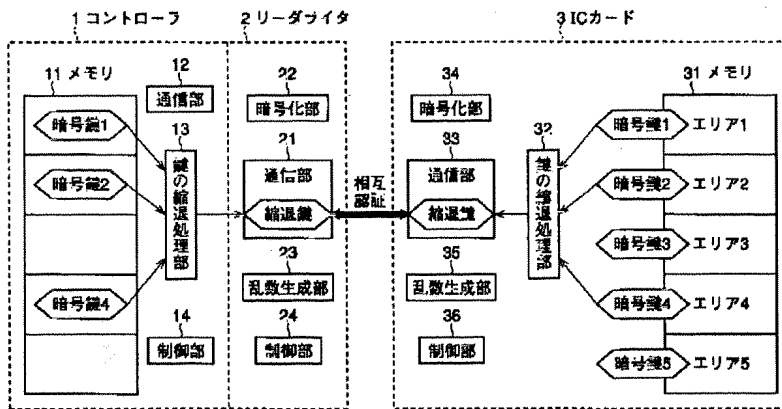 1 コントローラ
2 リーダライタ
3 ICカード
11 メモリ
12
通信部
暗号鍵1
暗号鍵2
暗号鍵4
13
鍵の縮退処理部
14
制御部
22
暗号化部
21
通信部
縮退鍵
23
乱数生成部
24
制御部
相互
認証
34
暗号化部
33
通信部
縮退鍵
35
乱数生成部
36
制御部
32
鍵の縮退処理部
31 メモリ
暗号鍵1 エリア1
暗号鍵2 エリア2
暗号鍵3 エリア3
暗号鍵4 エリア4
暗号鍵5 エリア5